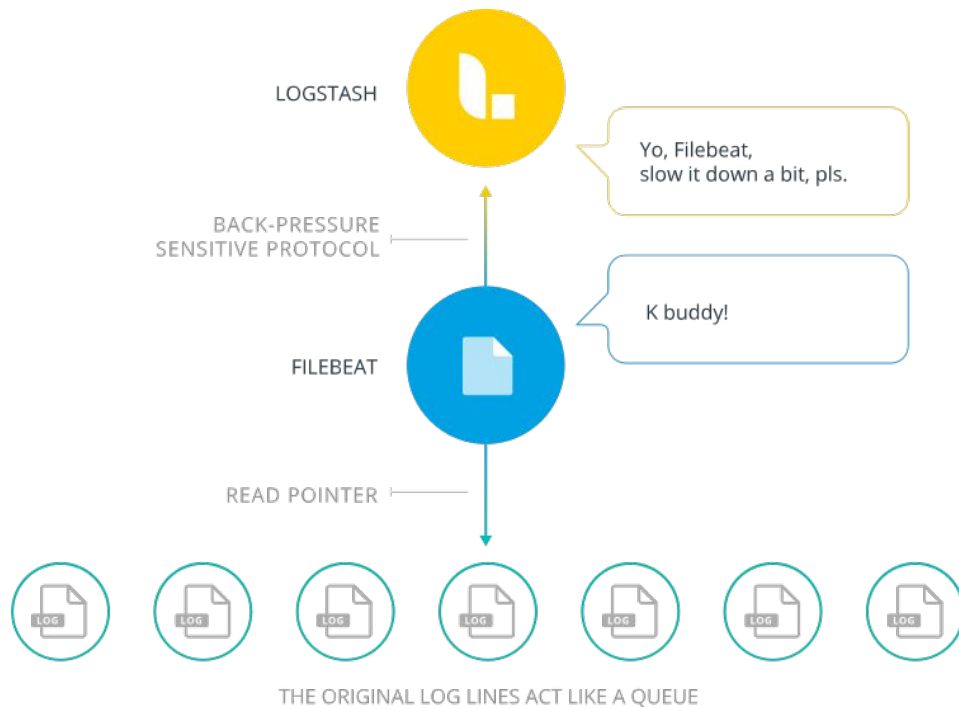 LOGSTASH
Yo, Filebeat,
slow it down a bit, pls.
BACK-PRESSURE
SENSITIVE PROTOCOL
K buddy!
FILEBEAT
READ POINTER
LOG
LOG
LOG
LOG
LOG
LOG
LOG
THE ORIGINAL LOG LINES ACT LIKE A QUEUE